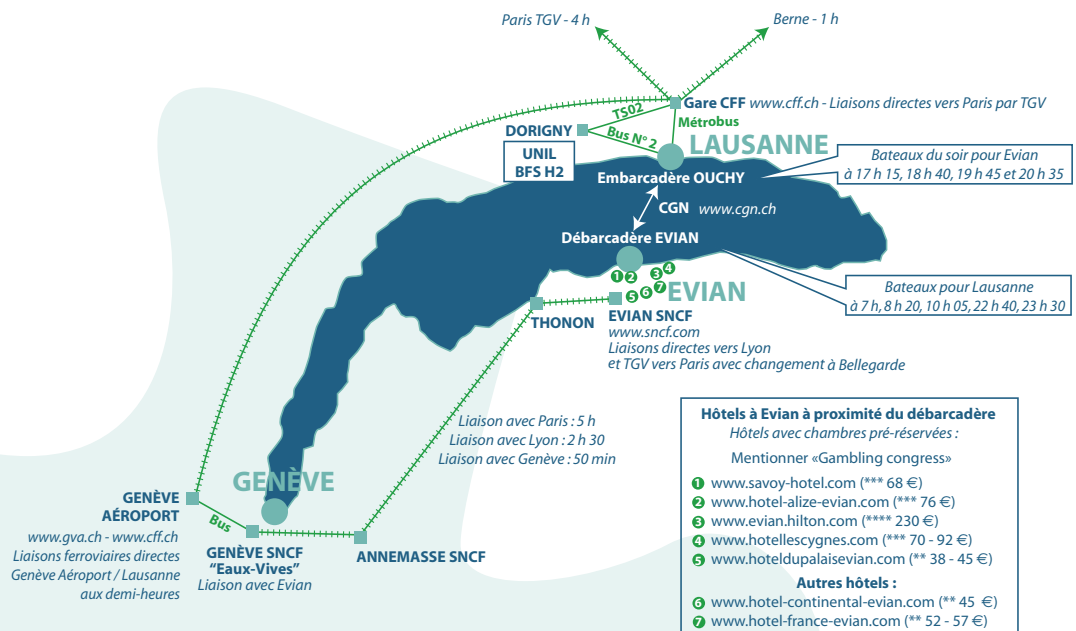 Paris TGV - 4 h
Berne - 1 h
Gare CFF www.cff.ch - Liaisons directes vers Paris par TGV
TS02
Métrobus
DORIGNY
Bus N° 2
LAUSANNE
UNIL
BFS H2
Bateaux du soir pour Evian
à 17 h 15, 18 h 40, 19 h 45 et 20 h 35
Embarcadère OUCHY
CGN www.cgn.ch
Débarcadère EVIAN
1 2 3 4
5 6 7
EVIAN
Bateaux pour Lausanne
à 7 h, 8 h 20, 10 h 05, 22 h 40, 23 h 30
THONON
EVIAN SNCF
www.sncf.com
Liaisons directes vers Lyon
et TGV vers Paris avec changement à Bellegarde
Liaison avec Paris : 5 h
Liaison avec Lyon : 2 h 30
Liaison avec Genève : 50 min
GENÈVE
GENÈVE
AÉROPORT
www.gva.ch - www.cff.ch
Liaisons ferroviaires directes
Genève Aéroport / Lausanne
aux demi-heures
Bus
GENÈVE SNCF
"Eaux-Vives"
Liaison avec Evian
ANNEMASSE SNCF
Hôtels à Evian à proximité du débarcadère
Hôtels avec chambres pré-réservées :
Mentionner «Gambling congress»
1 www.savoy-hotel.com (*** 68 €)
2 www.hotel-alize-evian.com (*** 76 €)
3 www.evian.hilton.com (**** 230 €)
4 www.hotellescygnes.com (*** 70 - 92 €)
5 www.hoteldupalaisevian.com (** 38 - 45 €)
Autres hôtels :
6 www.hotel-continental-evian.com (** 45 €)
7 www.hotel-france-evian.com (** 52 - 57 €)